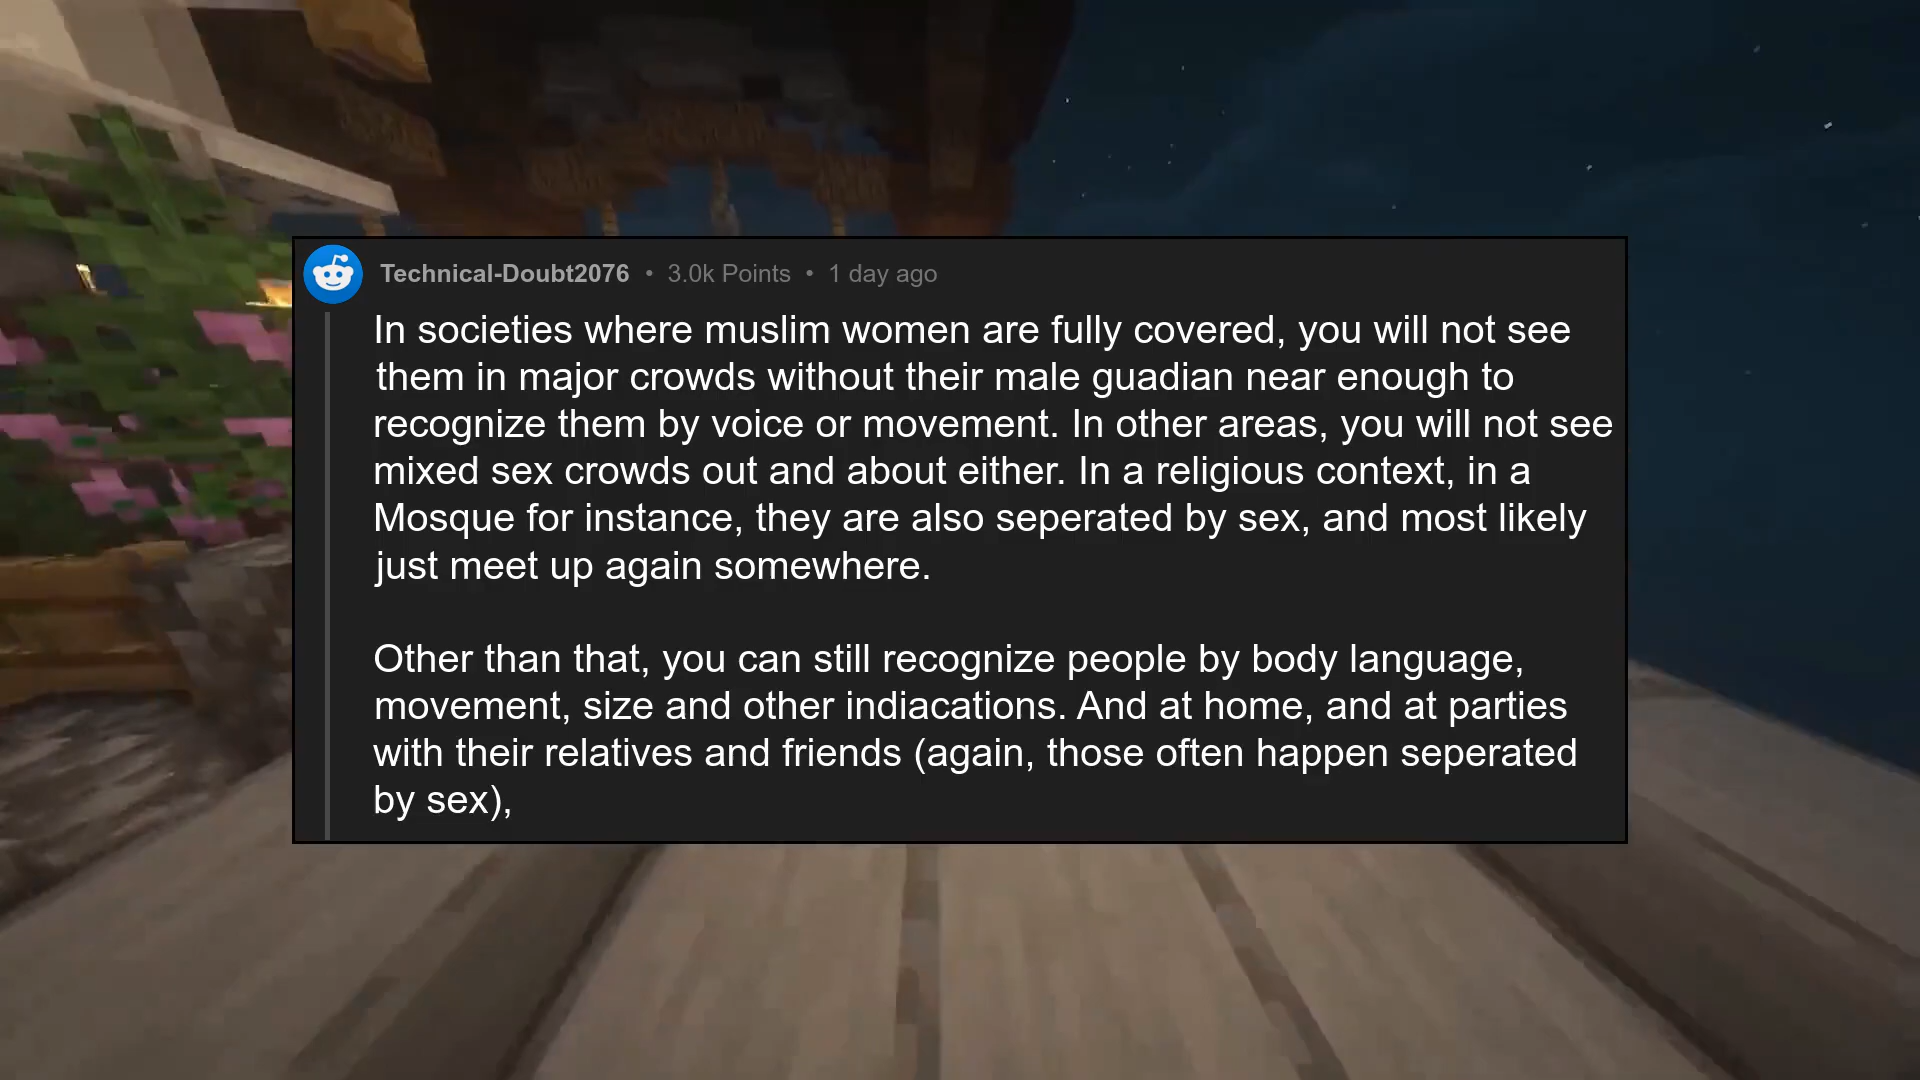 Technical-Doubt2076 • 3.0k Points • 1 day ago
In societies where muslim women are fully covered, you will not see
them in major crowds without their male guadian near enough to
recognize them by voice or movement. In other areas, you will not see
mixed sex crowds out and about either. In a religious context, in a
Mosque for instance, they are also seperated by sex, and most likely
just meet up again somewhere.
Other than that, you can still recognize people by body language,
movement, size and other indiacations. And at home, and at parties
with their relatives and friends (again, those often happen seperated
by sex),